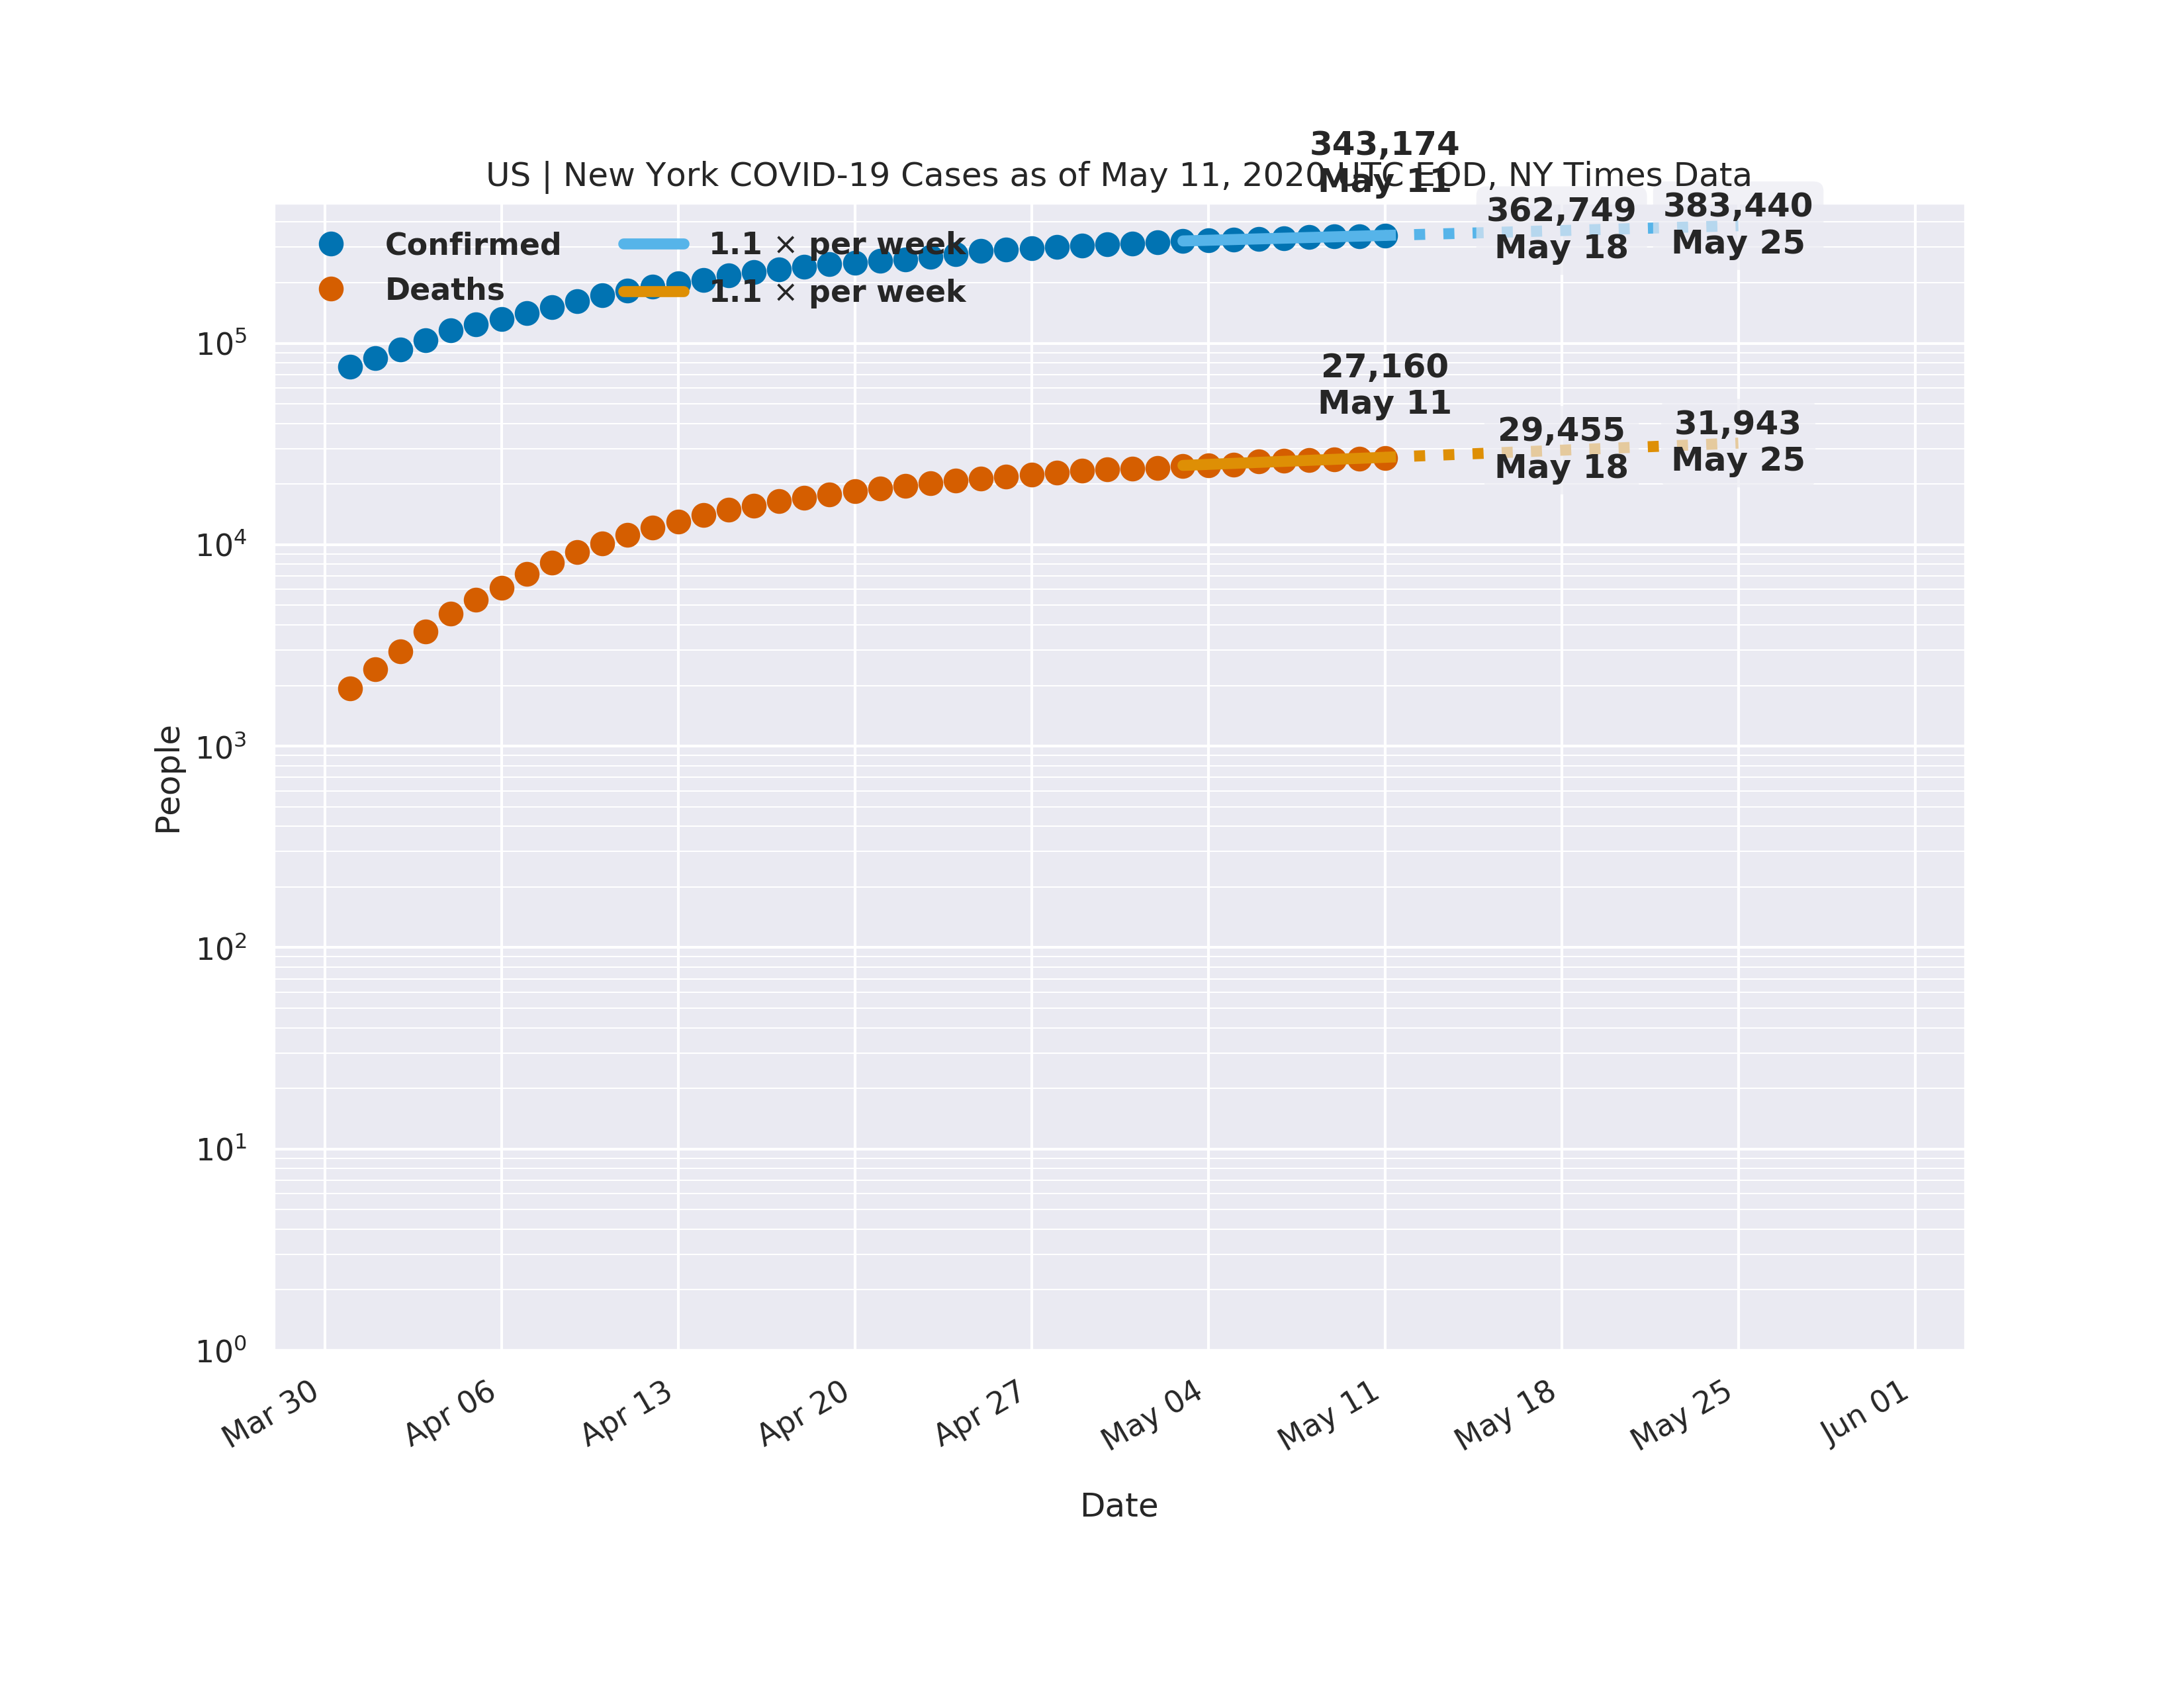 343,174
May 11
US | New York COVID-19 Cases as of May 11, 2020 UTC EOD, NY Times Data
362,749
May 18
383,440
May 25
Confirmed
Deaths
1.1 × per week
1.1 × per week
27,160
May 11
29,455
May 18
31,943
May 25
People
10⁵
10⁴
10³
10²
10¹
10⁰
Mar 30
Apr 06
Apr 13
Apr 20
Apr 27
May 04
May 11
May 18
May 25
Jun 01
Date